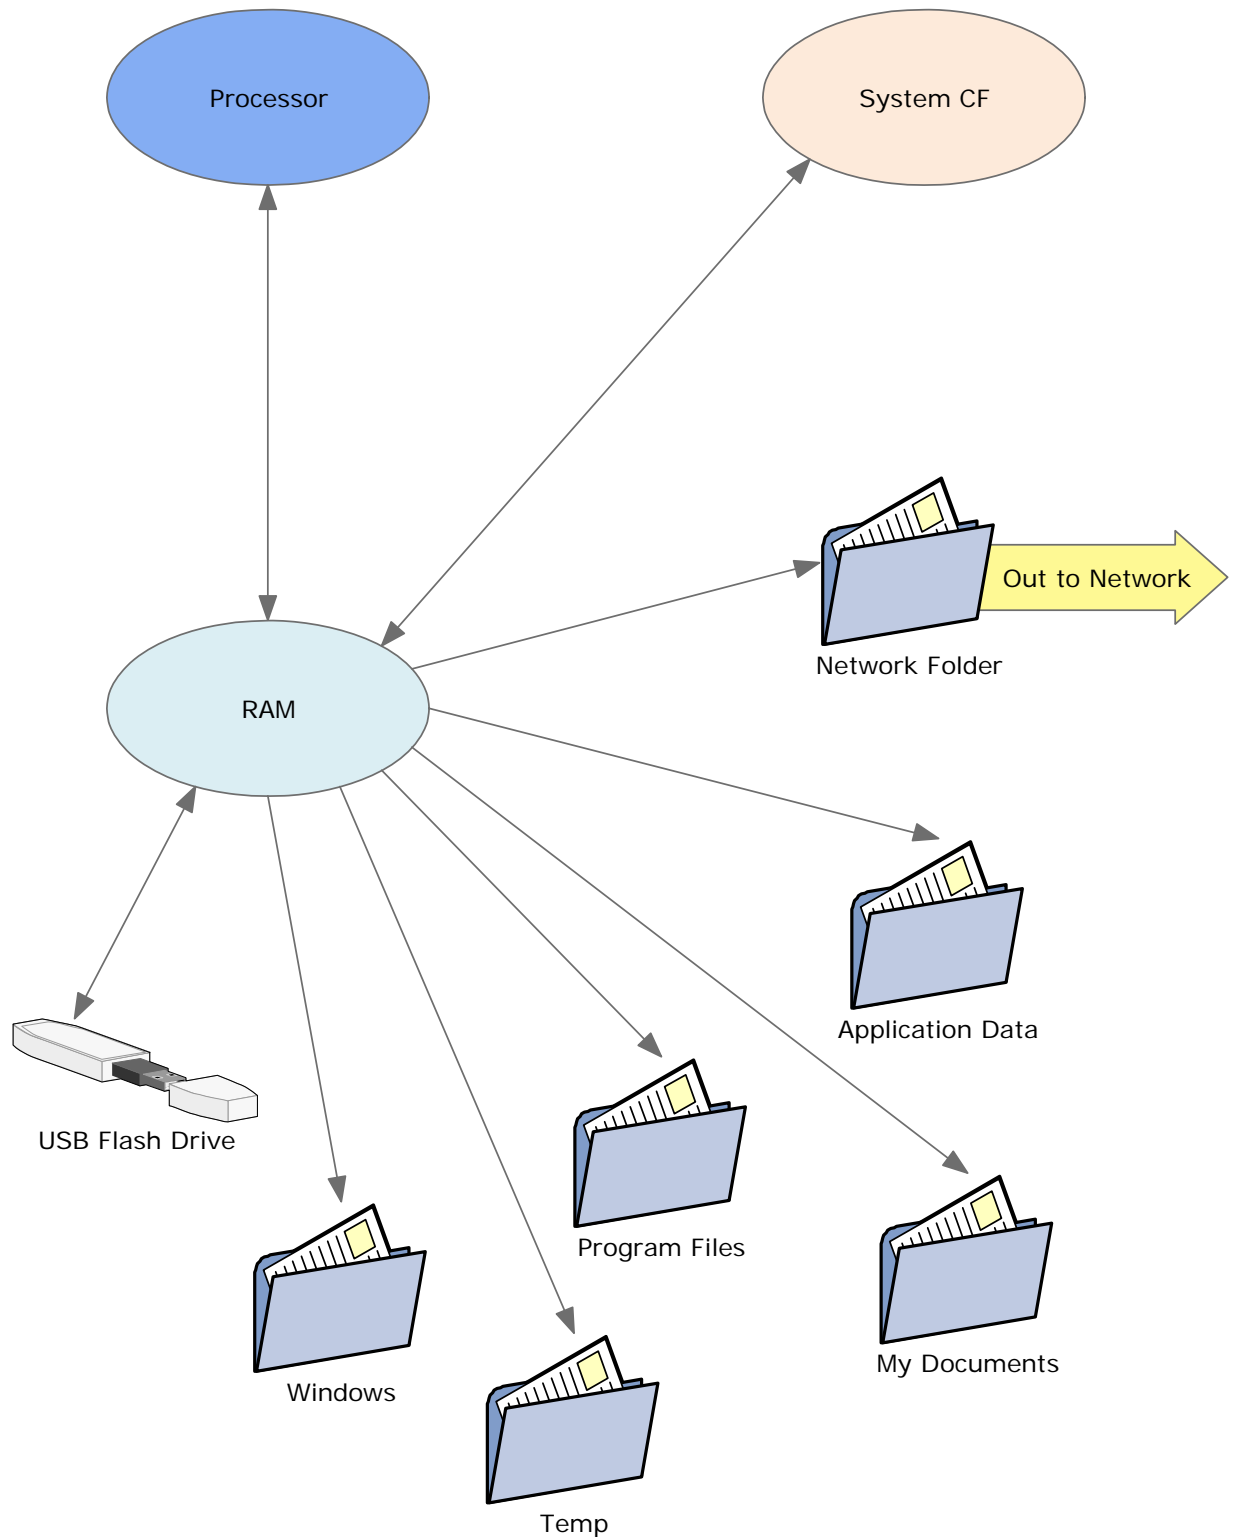 Processor
System CF
Out to Network
Network Folder
RAM
Application Data
USB Flash Drive
Program Files
My Documents
Windows
Temp